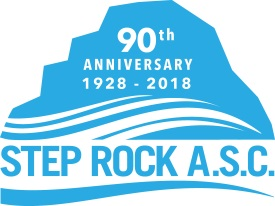 90th
ANNIVERSARY
1928 - 2018
STEP ROCK A.S.C.